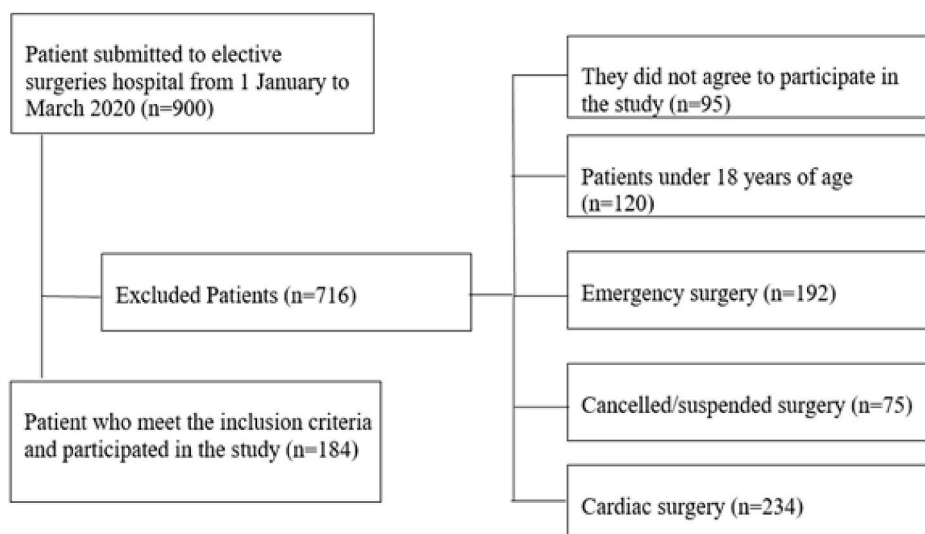 Patient submitted to elective
surgeries hospital from 1 January to
March 2020 (n=900)
Excluded Patients (n=716)
Patient who meet the inclusion criteria
and participated in the study (n=184)
They did not agree to participate in
the study (n=95)
Patients under 18 years of age
(n=120)
Emergency surgery (n=192)
Cancelled/suspended surgery (n=75)
Cardiac surgery (n=234)